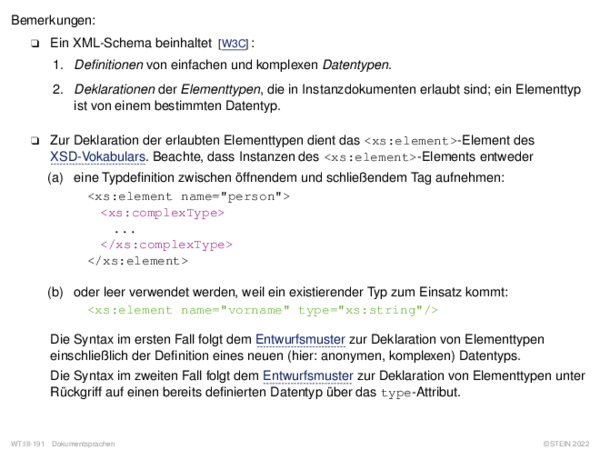 Bemerkungen:
❑ Ein XML-Schema beinhaltet [W3C] :
1. Definitionen von einfachen und komplexen Datentypen.
2. Deklarationen der Elementtypen, die in Instanzdokumenten erlaubt sind; ein Elementtyp
ist von einem bestimmten Datentyp.
❑ Zur Deklaration der erlaubten Elementtypen dient das <xs:element>-Element des
XSD-Vokabulars. Beachte, dass Instanzen des <xs:element>-Elements entweder
(a) eine Typdefinition zwischen öffnendem und schließendem Tag aufnehmen:
<xs:element name="person">
<xs:complexType>
...
</xs:complexType>
</xs:element>
(b) oder leer verwendet werden, weil ein existierender Typ zum Einsatz kommt:
<xs:element name="vorname" type="xs:string"/>
Die Syntax im ersten Fall folgt dem Entwurfsmuster zur Deklaration von Elementtypen
einschließlich der Definition eines neuen (hier: anonymen, komplexen) Datentyps.
Die Syntax im zweiten Fall folgt dem Entwurfsmuster zur Deklaration von Elementtypen unter
Rückgriff auf einen bereits definierten Datentyp über das type-Attribut.
WT:III-191 Dokumentsprachen ©STEIN 2022